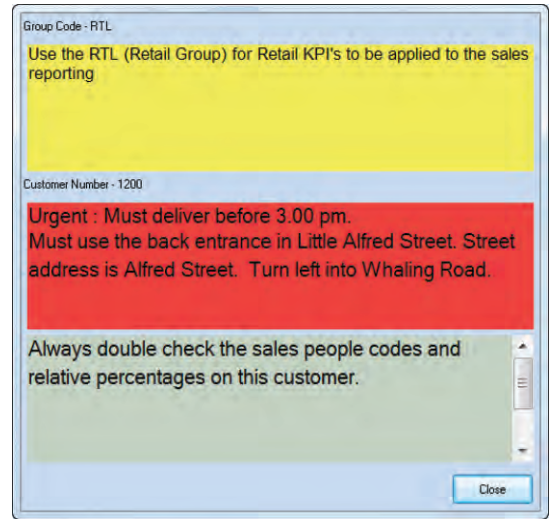 Group Code - RTL
Use the RTL (Retail Group) for Retail KPI's to be applied to the sales
reporting
Customer Number - 1200
Urgent : Must deliver before 3.00 pm.
Must use the back entrance in Little Alfred Street. Street
address is Alfred Street.  Turn left into Whaling Road.
Always double check the sales people codes and
relative percentages on this customer.
Close